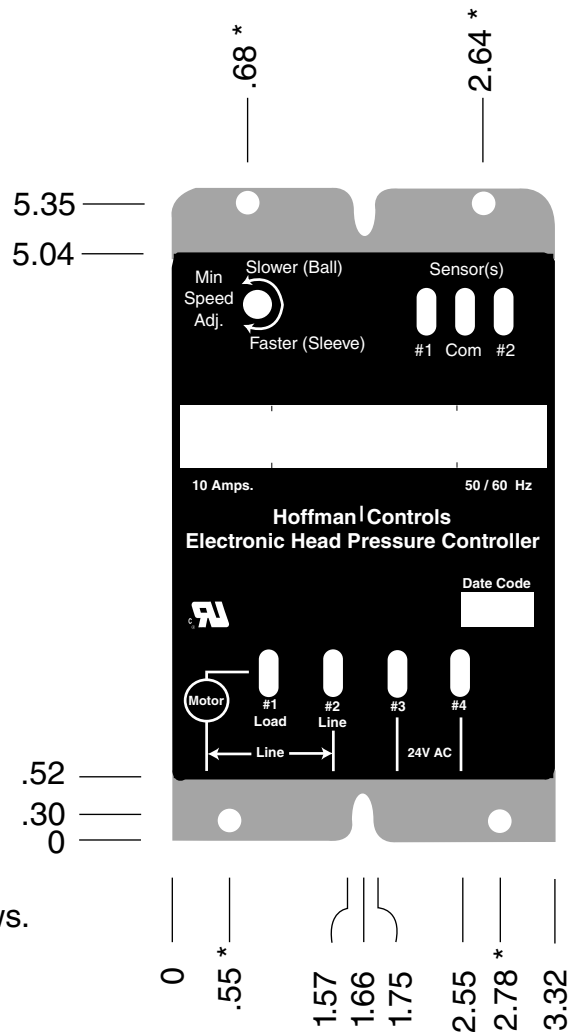 .68 *
2.64 *
5.35
5.04
Min
Speed
Adj.
Slower (Ball)
Faster (Sleeve)
Sensor(s)
#1 Com #2
10 Amps.
50 / 60 Hz
Hoffman Controls
Electronic Head Pressure Controller
Date Code
Motor
#1
Load
#2
Line
#3
#4
Line
24V AC
.52
.30
0
ws.
0
.55 *
1.57
1.66
1.75
2.55
2.78 *
3.32